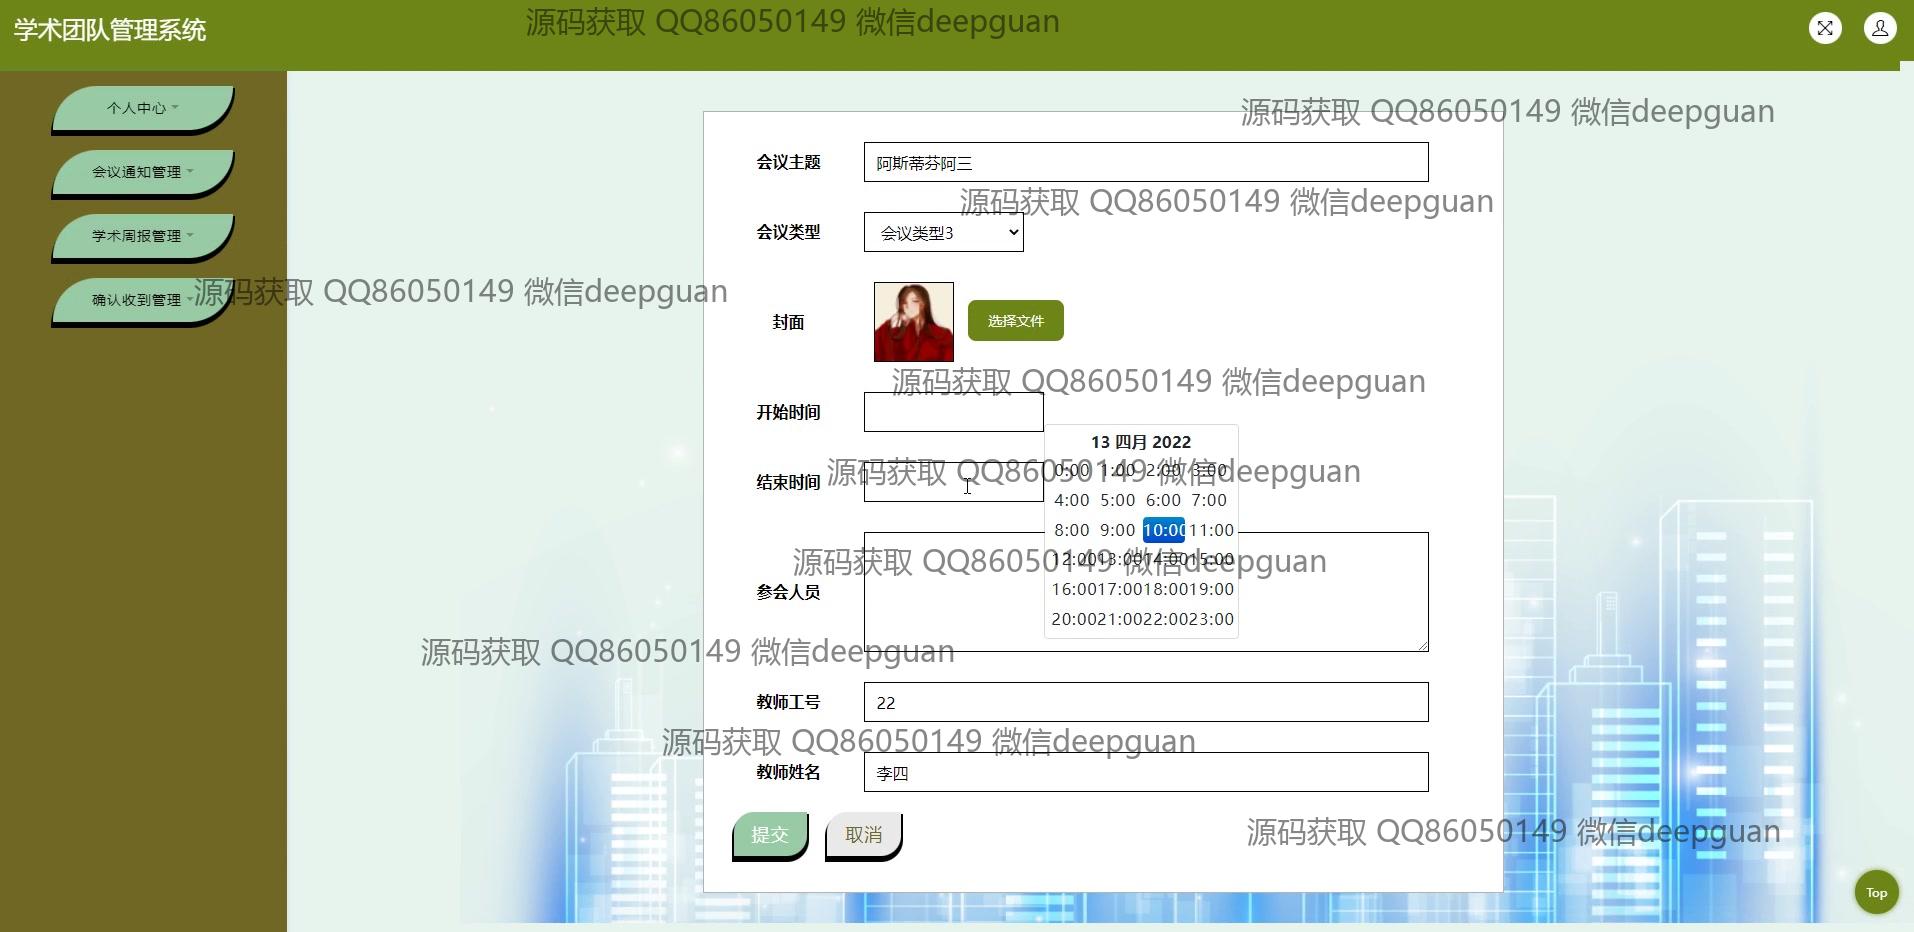 学术团队管理系统
源码获取 QQ86050149 微信deepguan
个人中心
会议通知管理
学术周报管理
确认收到管理
源码获取 QQ86050149 微信deepguan
会议主题
阿斯蒂芬阿三
源码获取 QQ86050149 微信deepguan
会议类型
会议类型3
源码获取 QQ86050149 微信deepguan
封面
选择文件
源码获取 QQ86050149 微信deepguan
开始时间
13 四月 2022
结束时间
源码获取 QQ86050149 微信deepguan
0:00 1:00 2:00 3:00
4:00 5:00 6:00 7:00
8:00 9:00 10:00 11:00
源码获取 QQ86050149 微信deepguan
12:00 13:00 14:00 15:00
参会人员
16:00 17:00 18:00 19:00
20:00 21:00 22:00 23:00
源码获取 QQ86050149 微信deepguan
教师工号
22
源码获取 QQ86050149 微信deepguan
教师姓名
李四
提交
取消
源码获取 QQ86050149 微信deepguan
Top